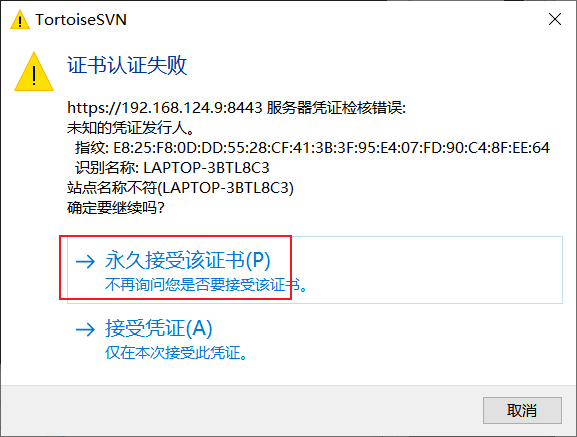 TortoiseSVN
证书认证失败
https://192.168.124.9:8443 服务器凭证检核错误:
未知的凭证发行人。
指纹: E8:25:F8:0D:DD:55:28:CF:41:3B:3F:95:E4:07:FD:90:C4:8F:EE:64
识别名称: LAPTOP-3BTL8C3
站点名称不符(LAPTOP-3BTL8C3)
确定要继续吗?
永久接受该证书(P)
不再询问您是否要接受该证书。
接受凭证(A)
仅在本次接受此凭证。
取消